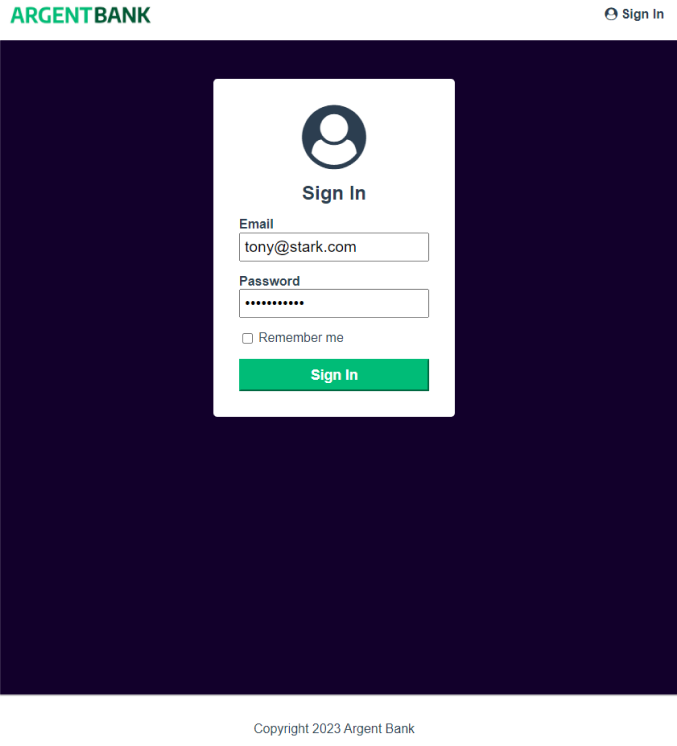 ARGENTBANK
Sign In
Sign In
Email
tony@stark.com
Password
•••••••••••
Remember me
Sign In
Copyright 2023 Argent Bank